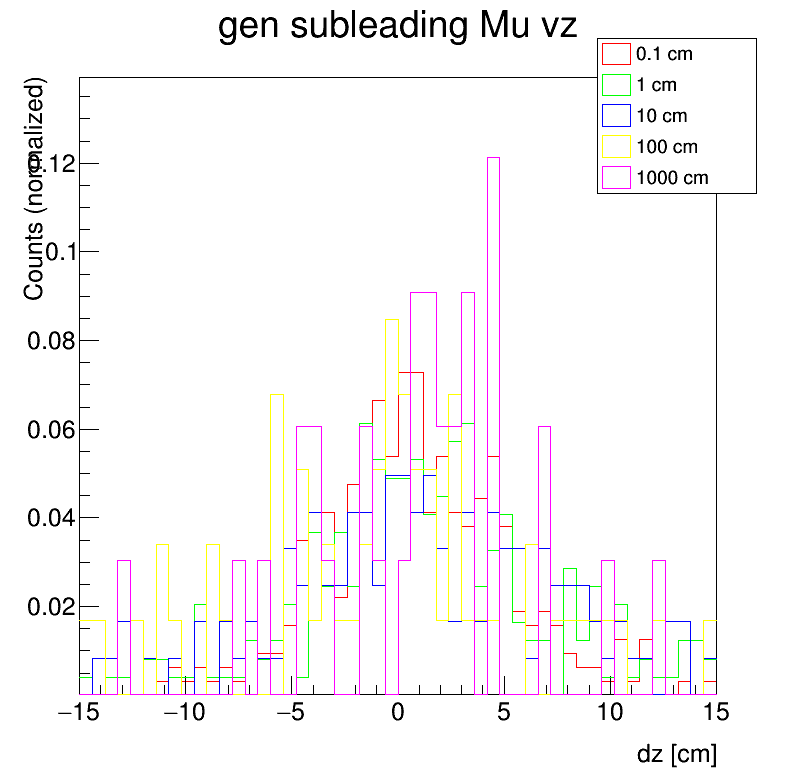 gen subleading Mu vz
0.1 cm
1 cm
10 cm
100 cm
1000 cm
Counts (normalized)
0.12
0.1
0.08
0.06
0.04
0.02
−15 −10 −5 0 5 10 15
dz [cm]